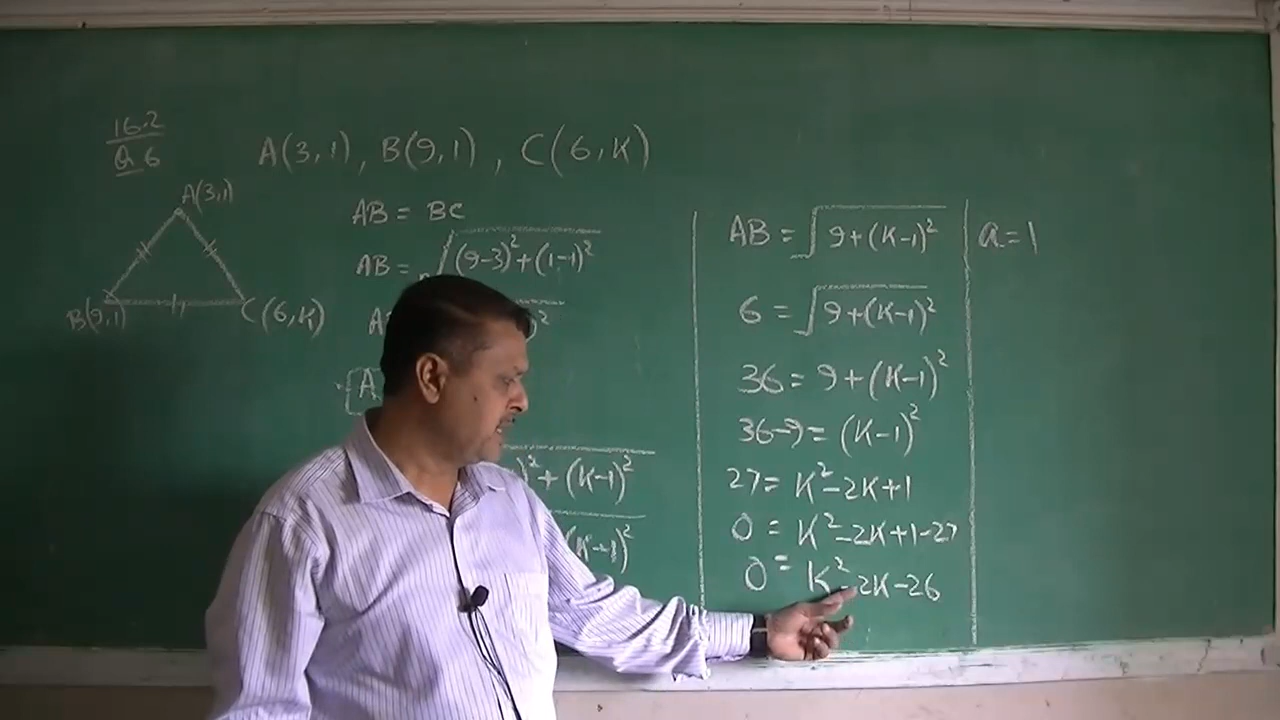 16.2
Q 6
A(3,1), B(9,1), C(6,K)
A(3,1)
B(9,1)
C(6,K)
AB = BC
AB = √(9-3)²+(1-1)²
A
)²
A
)²+(K-1)²
(K-1)²
AB = √9+(K-1)²
6 = √9+(K-1)²
36 = 9+(K-1)²
36-9 = (K-1)²
27 = K²-2K+1
0 = K²-2K+1-27
0 = K²-2K-26
a = 1